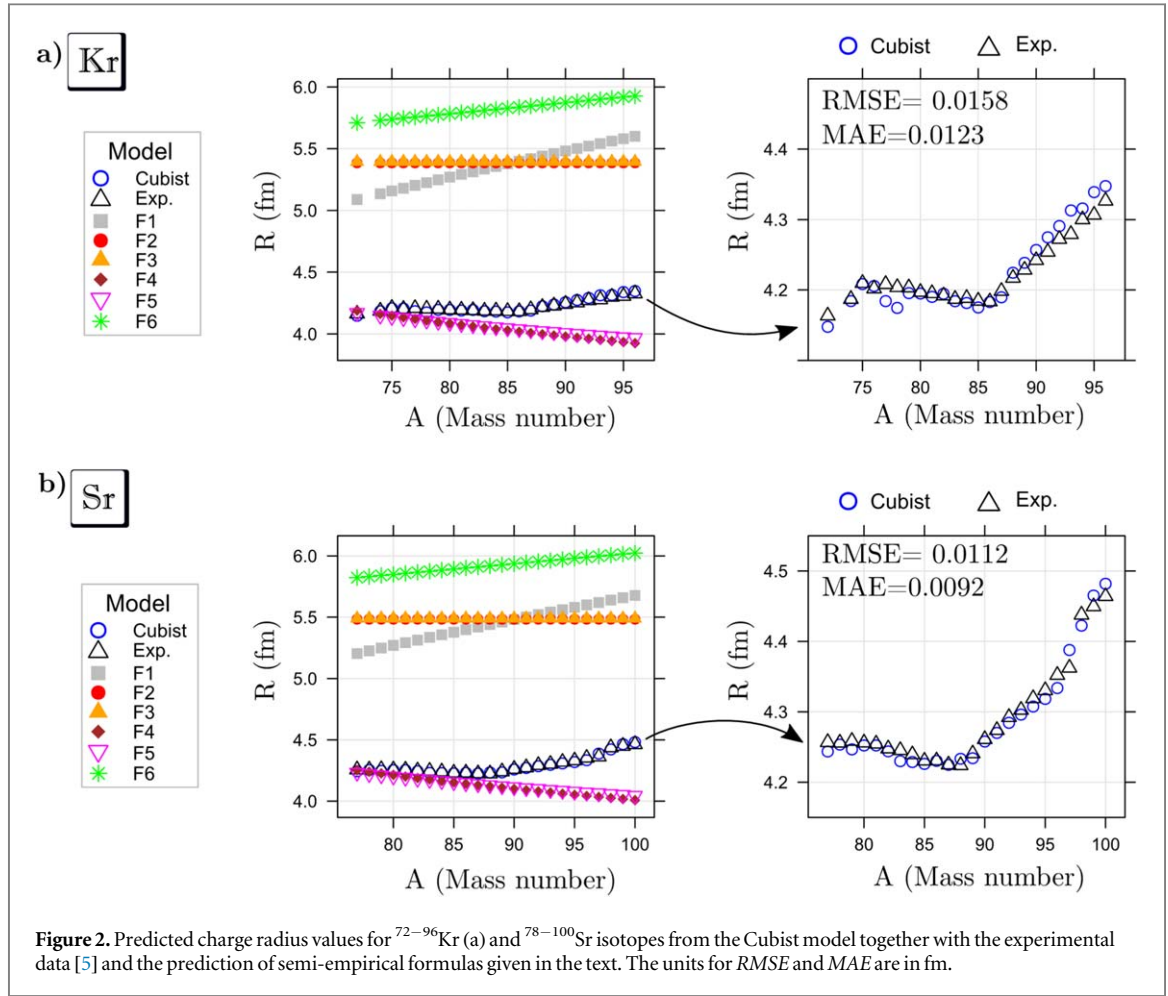 a) Kr
Model
Cubist
Exp.
F1
F2
F3
F4
F5
F6
R (fm)
6.0
5.5
5.0
4.5
4.0
75 80 85 90 95
A (Mass number)
Cubist Exp.
RMSE= 0.0158
MAE=0.0123
R (fm)
4.4
4.3
4.2
75 80 85 90 95
A (Mass number)
b) Sr
Model
Cubist
Exp.
F1
F2
F3
F4
F5
F6
R (fm)
6.0
5.5
5.0
4.5
4.0
80 85 90 95 100
A (Mass number)
Cubist Exp.
RMSE= 0.0112
MAE=0.0092
R (fm)
4.5
4.4
4.3
4.2
80 85 90 95 100
A (Mass number)
Figure 2. Predicted charge radius values for 72−96Kr (a) and 78−100Sr isotopes from the Cubist model together with the experimental
data [5] and the prediction of semi-empirical formulas given in the text. The units for RMSE and MAE are in fm.